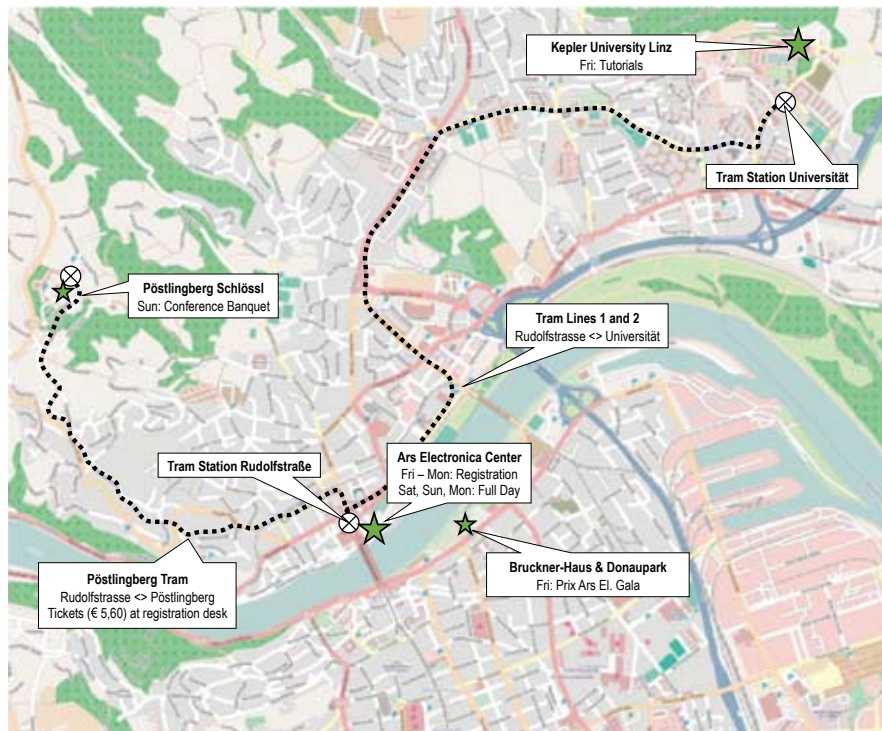 Kepler University Linz
Fri: Tutorials
Tram Station Universität
Pöstlingberg Schlössl
Sun: Conference Banquet
Tram Lines 1 and 2
Rudolfstrasse <> Universität
Ars Electronica Center
Fri – Mon: Registration
Sat, Sun, Mon: Full Day
Tram Station Rudolfstraße
Bruckner-Haus & Donaupark
Fri: Prix Ars El. Gala
Pöstlingberg Tram
Rudolfstrasse <> Pöstlingberg
Tickets (€ 5,60) at registration desk